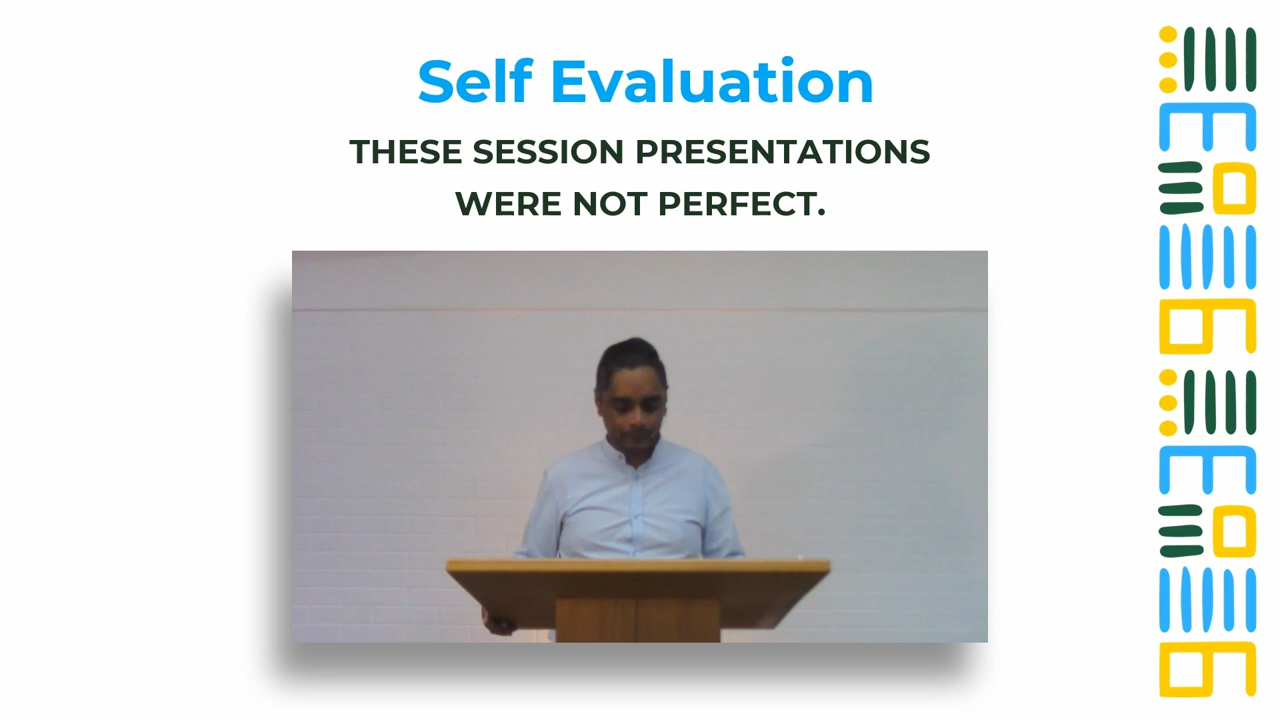 Self Evaluation
THESE SESSION PRESENTATIONS
WERE NOT PERFECT.